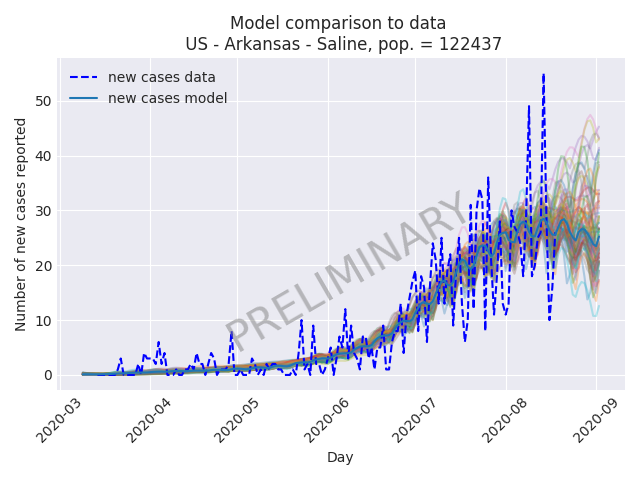 Model comparison to data
US - Arkansas - Saline, pop. = 122437
new cases data
new cases model
PRELIMINARY
Number of new cases reported
50
40
30
20
10
0
2020-03
2020-04
2020-05
2020-06
2020-07
2020-08
2020-09
Day